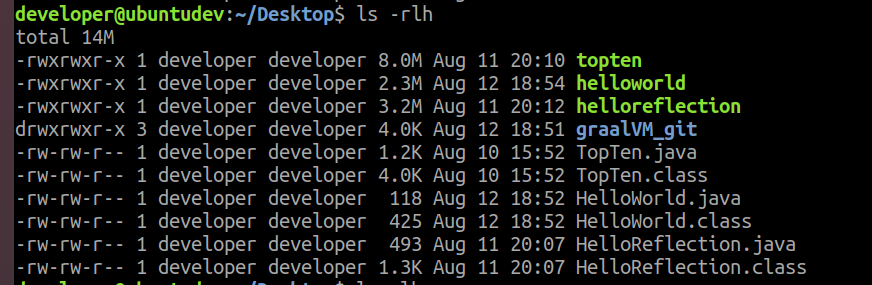 developer@ubuntudev:~/Desktop$ ls -rlh
total 14M
-rwxrwxr-x 1 developer developer 8.0M Aug 11 20:10 topten
-rwxrwxr-x 1 developer developer 2.3M Aug 12 18:54 helloworld
-rwxrwxr-x 1 developer developer 3.2M Aug 11 20:12 helloreflection
drwxrwxr-x 3 developer developer 4.0K Aug 12 18:51 graalVM_git
-rw-rw-r-- 1 developer developer 1.2K Aug 10 15:52 TopTen.java
-rw-rw-r-- 1 developer developer 4.0K Aug 10 15:52 TopTen.class
-rw-rw-r-- 1 developer developer  118 Aug 12 18:52 HelloWorld.java
-rw-rw-r-- 1 developer developer  425 Aug 12 18:52 HelloWorld.class
-rw-rw-r-- 1 developer developer  493 Aug 11 20:07 HelloReflection.java
-rw-rw-r-- 1 developer developer 1.3K Aug 11 20:07 HelloReflection.class